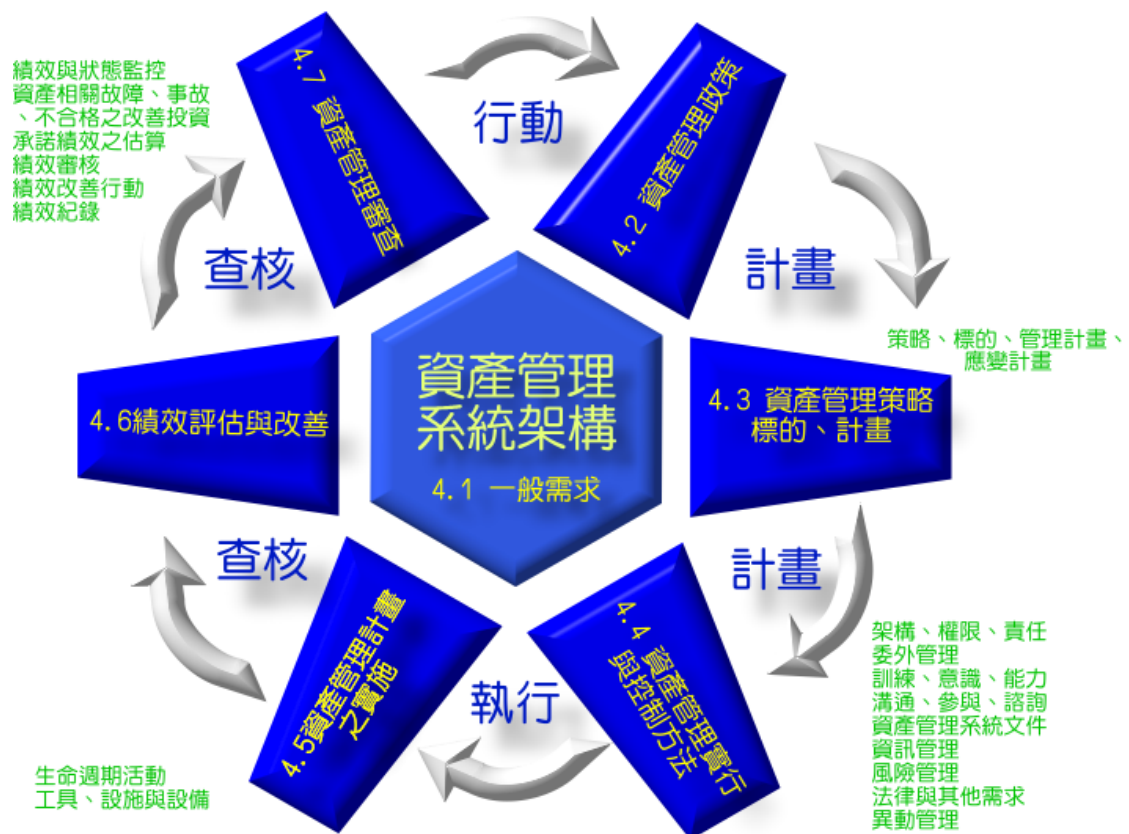 資產管理
系統架構
4.1 一般需求
行動
4.2 資產管理政策
計畫
策略、標的、管理計畫、
應變計畫
4.3 資產管理策略
標的、計畫
計畫
架構、權限、責任
委外管理
訓練、意識、能力
溝通、參與、諮詢
資產管理系統文件
資訊管理
風險管理
法律與其他需求
異動管理
4.4 資產管理實行
與控制方法
執行
4.5資產管理計畫
之實施
生命週期活動
工具、設施與設備
查核
4.6績效評估與改善
查核
績效與狀態監控
資產相關故障、事故
、不合格之改善投資
承諾績效之估算
績效審核
績效改善行動
績效紀錄
4.7 資產管理審查